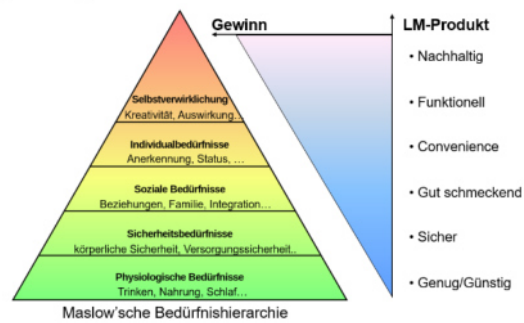 Gewinn
LM-Produkt
• Nachhaltig
• Funktionell
• Convenience
• Gut schmeckend
• Sicher
• Genug/Günstig
Selbstverwirklichung
Kreativität, Auswirkung...
Individualbedürfnisse
Anerkennung, Status, ...
Soziale Bedürfnisse
Beziehungen, Familie, Integration...
Sicherheitsbedürfnisse
körperliche Sicherheit, Versorgungssicherheit..
Physiologische Bedürfnisse
Trinken, Nahrung, Schlaf...
Maslow'sche Bedürfnishierarchie